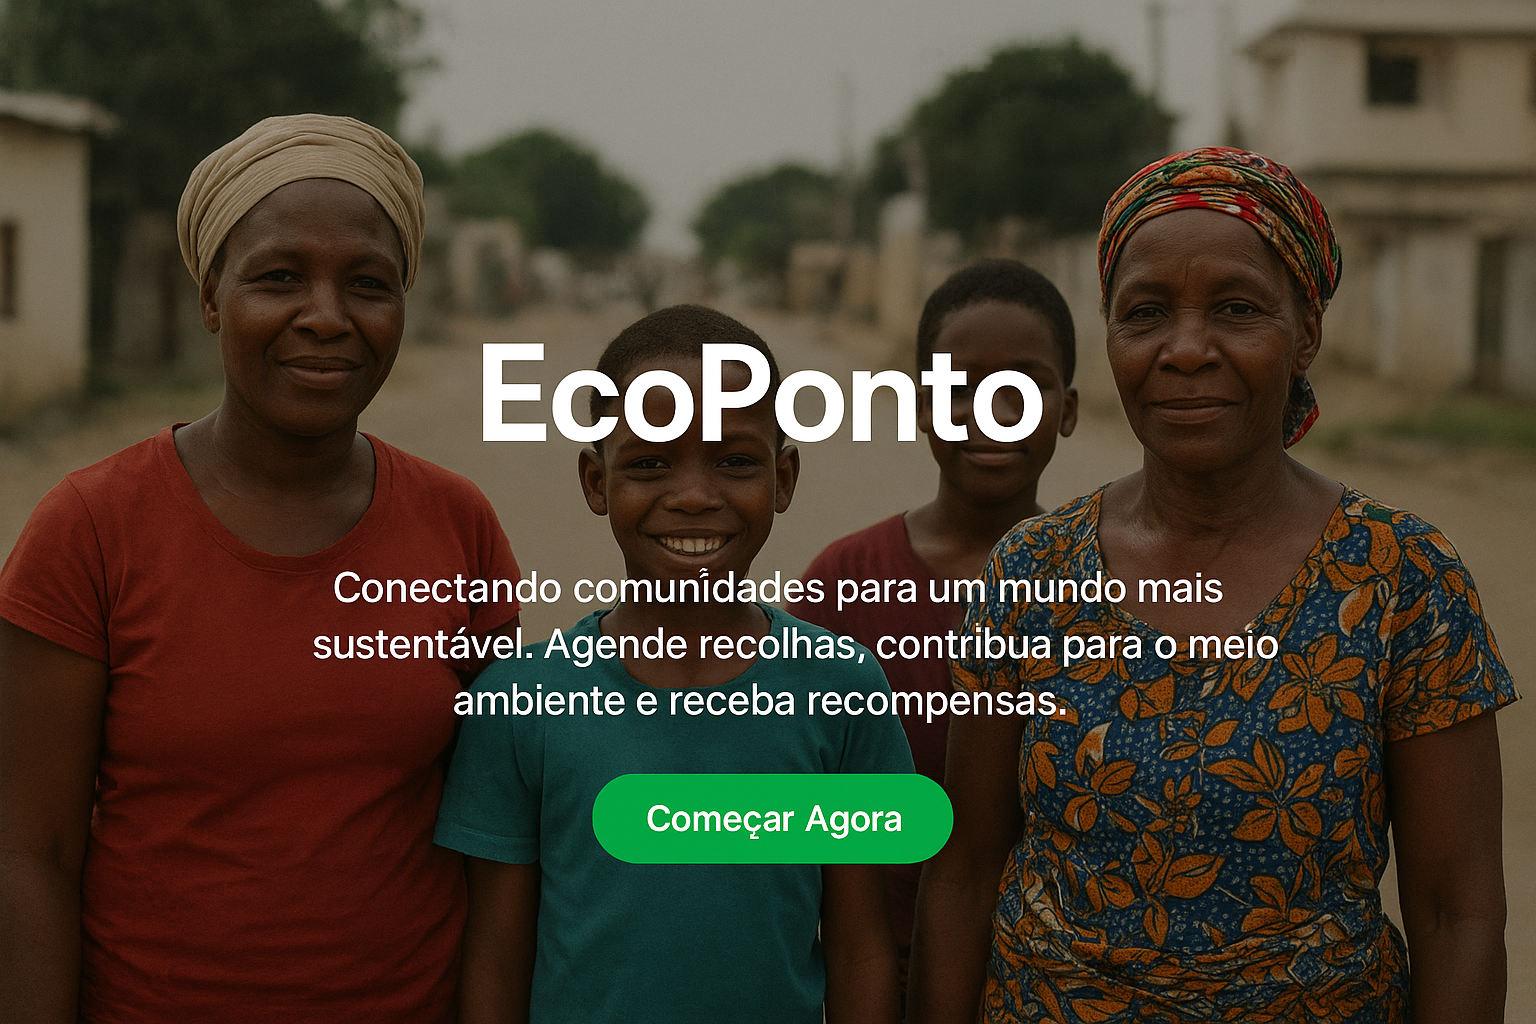 EcoPonto
Conectando comunidades para um mundo mais
sustentável. Agende recolhas, contribua para o meio
ambiente e receba recompensas.
Começar Agora